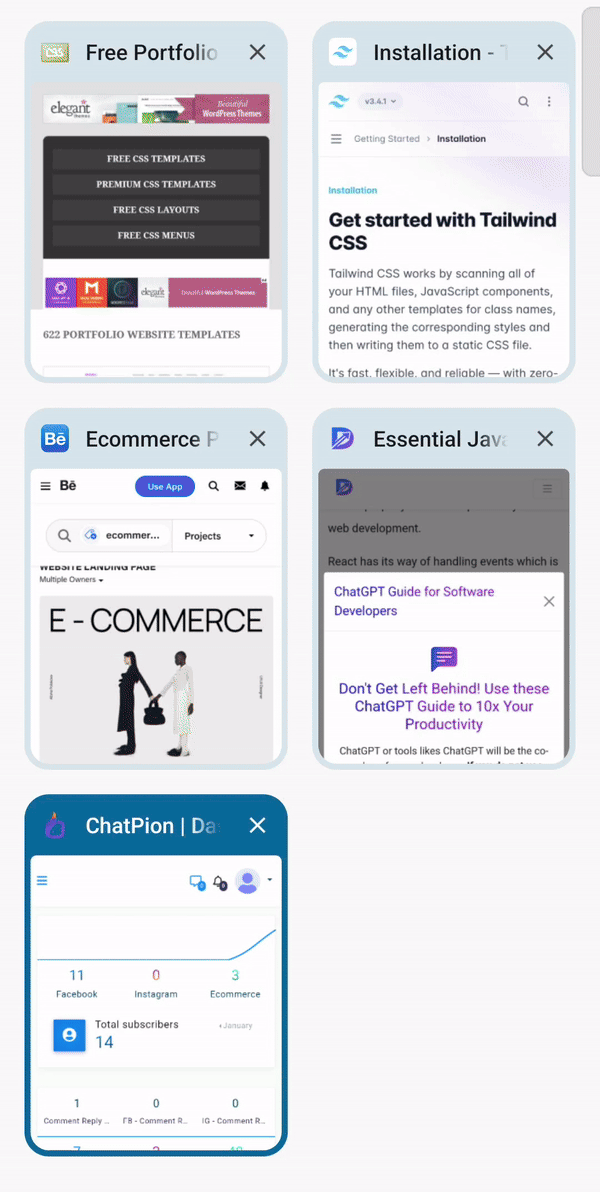 Free Portfolio
elegant
themes
Beautiful
WordPress Themes
FREE CSS TEMPLATES
PREMIUM CSS TEMPLATES
FREE CSS LAYOUTS
FREE CSS MENUS
elegant
Beautiful WordPress Themes
622 PORTFOLIO WEBSITE TEMPLATES
Installation - T
v3.4.1
Getting Started › Installation
Installation
Get started with Tailwind
CSS
Tailwind CSS works by scanning all of
your HTML files, JavaScript components,
and any other templates for class names,
generating the corresponding styles and
then writing them to a static CSS file.
It's fast, flexible, and reliable — with zero-
Bē Ecommerce P
Bē
Use App
ecommer...
Projects
WEBSITE LANDING PAGE
Multiple Owners
E - COMMERCE
Essential Java
web development.
React has its way of handling events which is
ChatGPT Guide for Software
Developers
Don't Get Left Behind! Use these
ChatGPT Guide to 10x Your
Productivity
ChatGPT or tools likes ChatGPT will be the co-
ChatPion | Da
0
0
11
0
3
Facebook
Instagram
Ecommerce
Total subscribers
14
January
1
0
0
Comment Reply ...
FB - Comment R...
IG - Comment R...